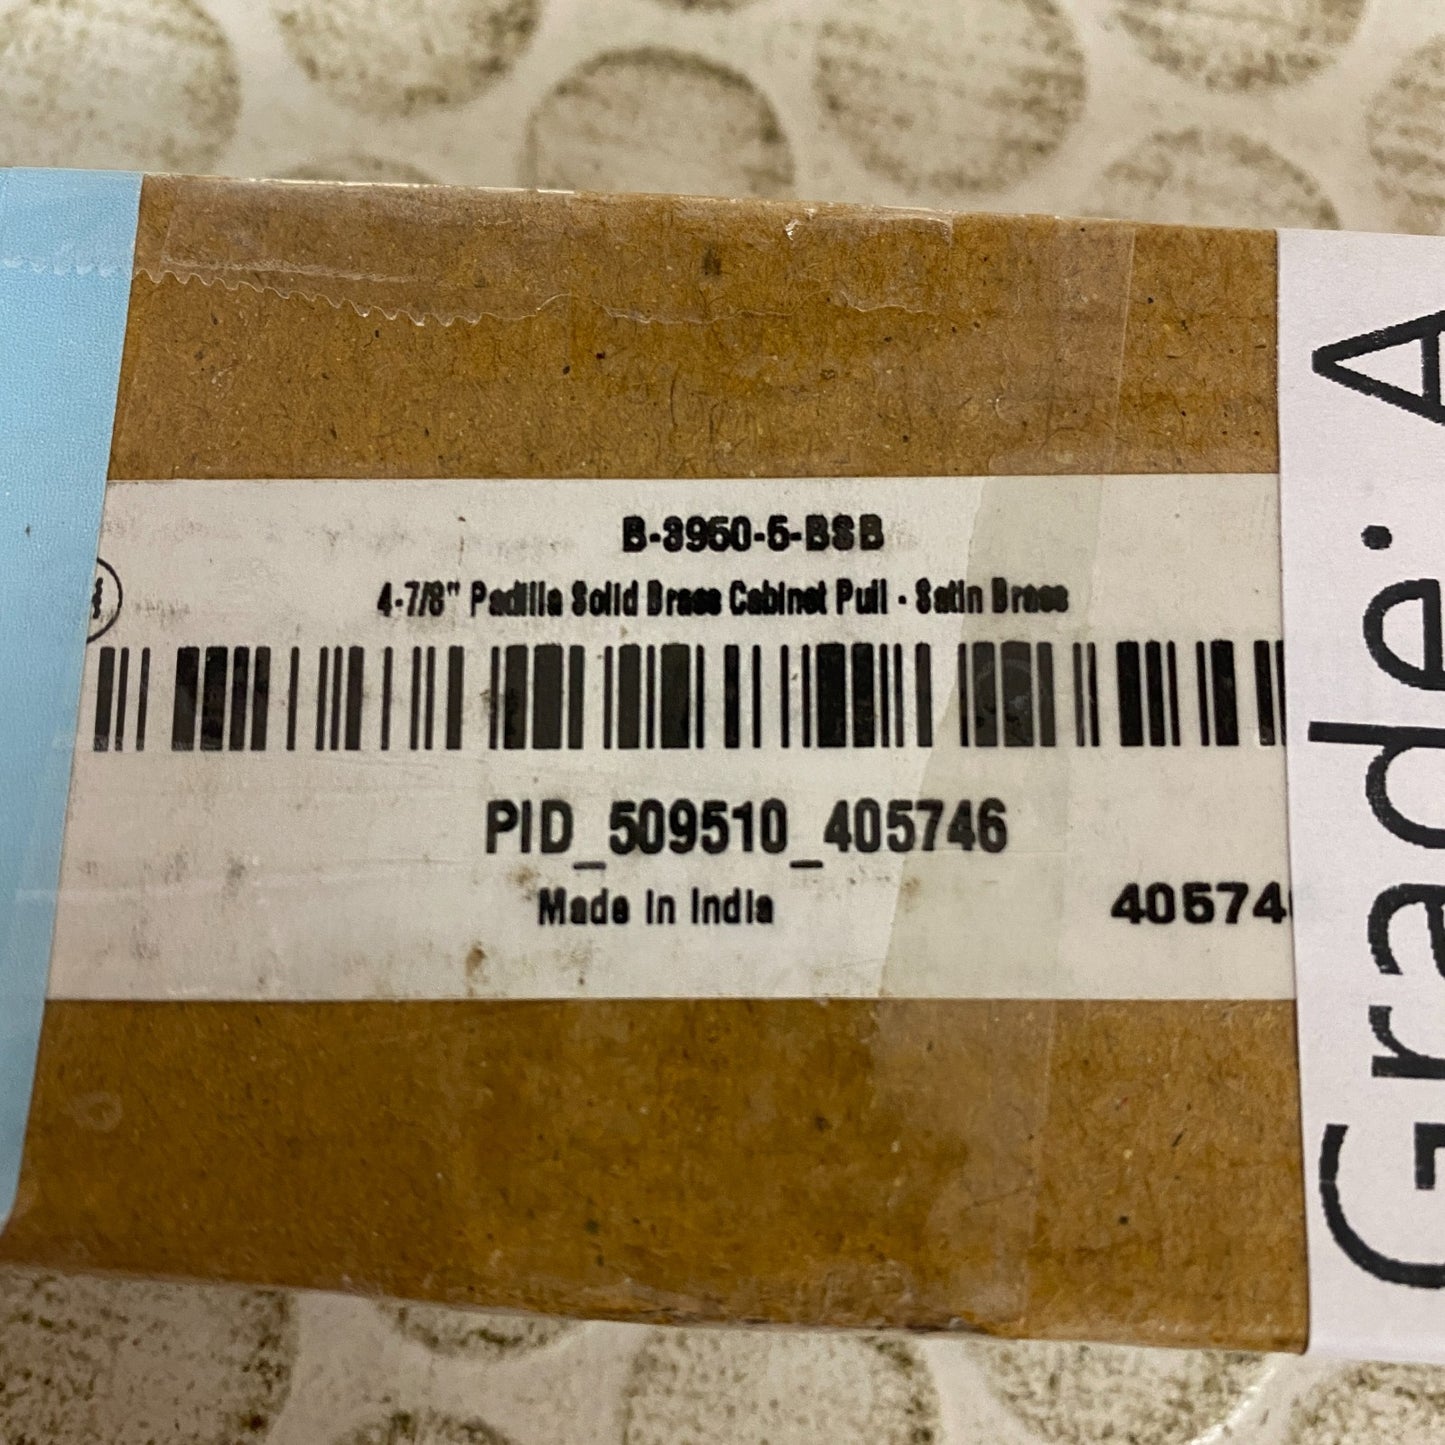 B-3950-5-BSB
4-7/8" Padilla Solid Brass Cabinet Pull - Satin Brass
PID_509510_405746
Made In India
40574
Grade: A